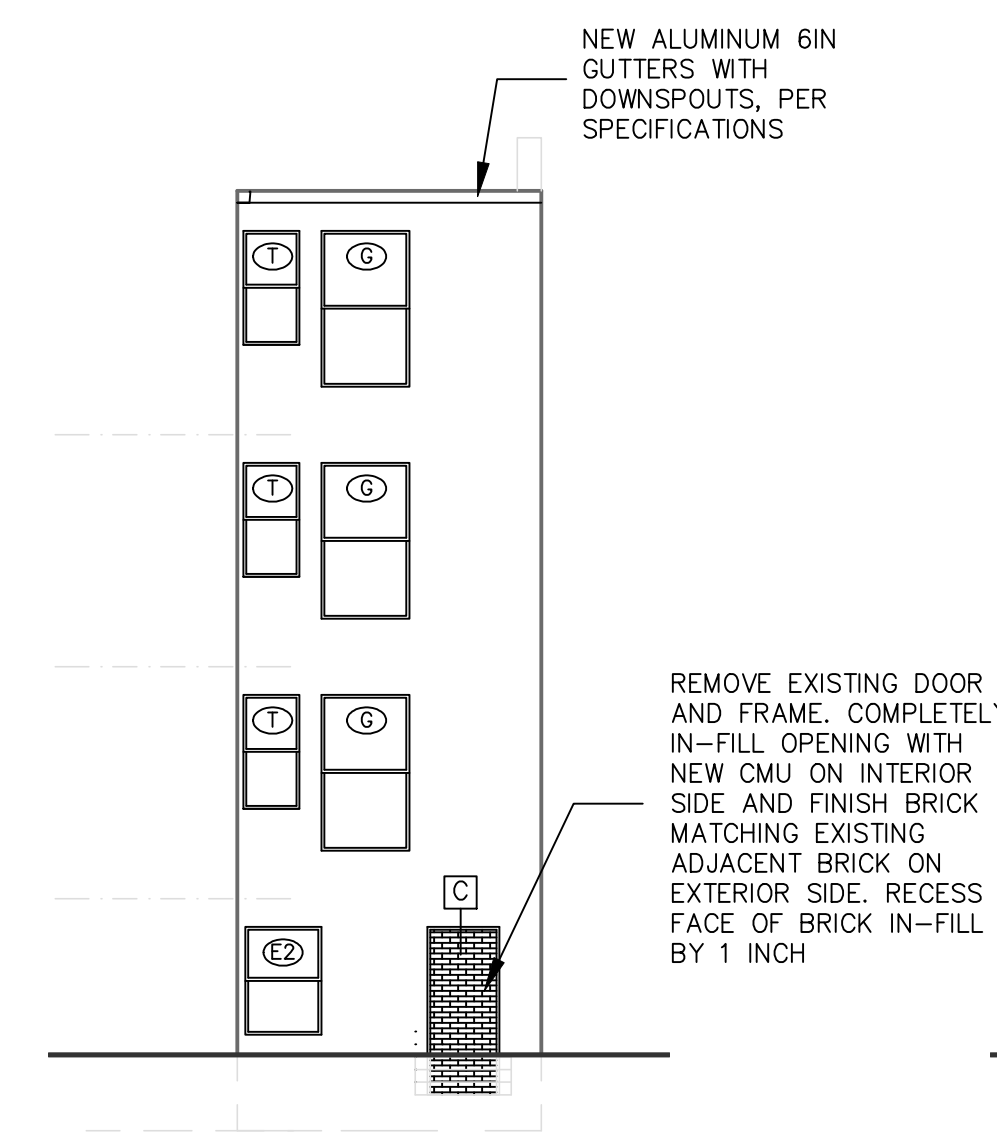 NEW ALUMINUM 6IN
GUTTERS WITH
DOWNSPOUTS, PER
SPECIFICATIONS
T
G
T
G
REMOVE EXISTING DOOR
AND FRAME. COMPLETELY
IN-FILL OPENING WITH
NEW CMU ON INTERIOR
SIDE AND FINISH BRICK
MATCHING EXISTING
ADJACENT BRICK ON
EXTERIOR SIDE. RECESS
FACE OF BRICK IN-FILL
BY 1 INCH
T
G
C
E2